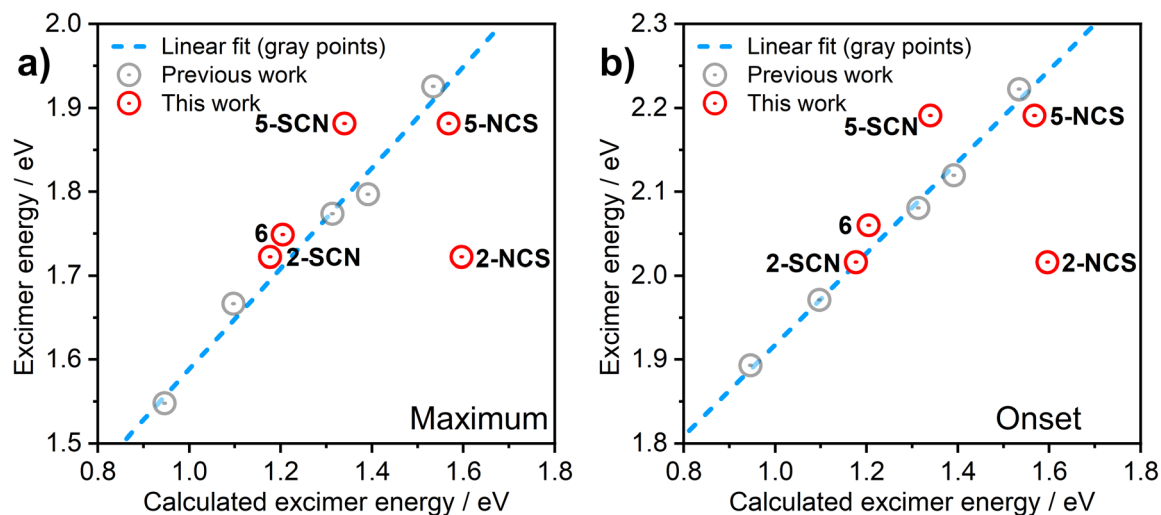 a)
Linear fit (gray points)
Previous work
This work
5-SCN
5-NCS
6
2-SCN
2-NCS
Maximum
Excimer energy / eV
2.0
1.9
1.8
1.7
1.6
1.5
0.8 1.0 1.2 1.4 1.6 1.8
Calculated excimer energy / eV
b)
Linear fit (gray points)
Previous work
This work
5-SCN
5-NCS
6
2-SCN
2-NCS
Onset
Excimer energy / eV
2.3
2.2
2.1
2.0
1.9
1.8
0.8 1.0 1.2 1.4 1.6 1.8
Calculated excimer energy / eV